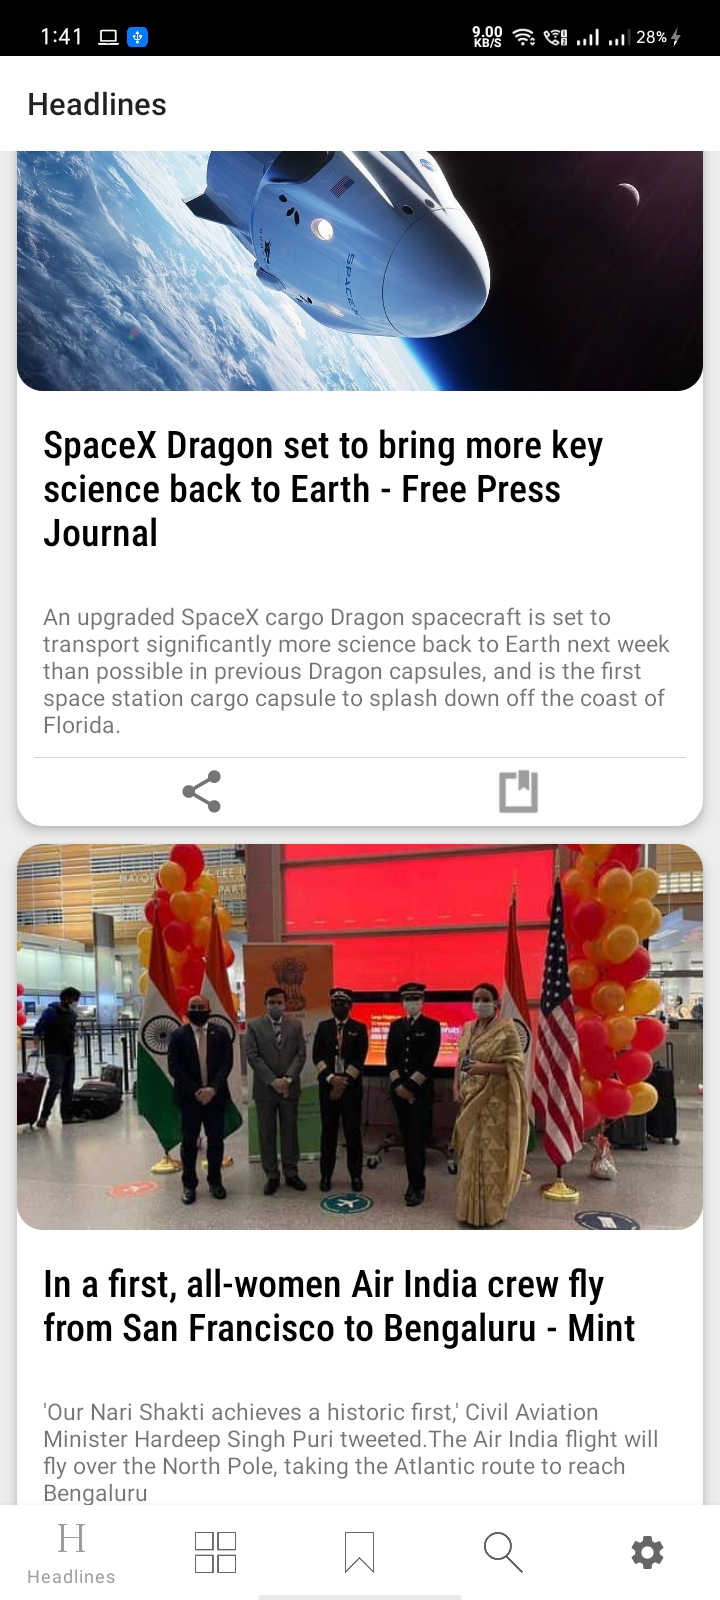 1:41
9.00
KB/S
28%
Headlines
SPACEX
SpaceX Dragon set to bring more key
science back to Earth - Free Press
Journal
An upgraded SpaceX cargo Dragon spacecraft is set to
transport significantly more science back to Earth next week
than possible in previous Dragon capsules, and is the first
space station cargo capsule to splash down off the coast of
Florida.
In a first, all-women Air India crew fly
from San Francisco to Bengaluru - Mint
'Our Nari Shakti achieves a historic first,' Civil Aviation
Minister Hardeep Singh Puri tweeted.The Air India flight will
fly over the North Pole, taking the Atlantic route to reach
Bengaluru
H
Headlines